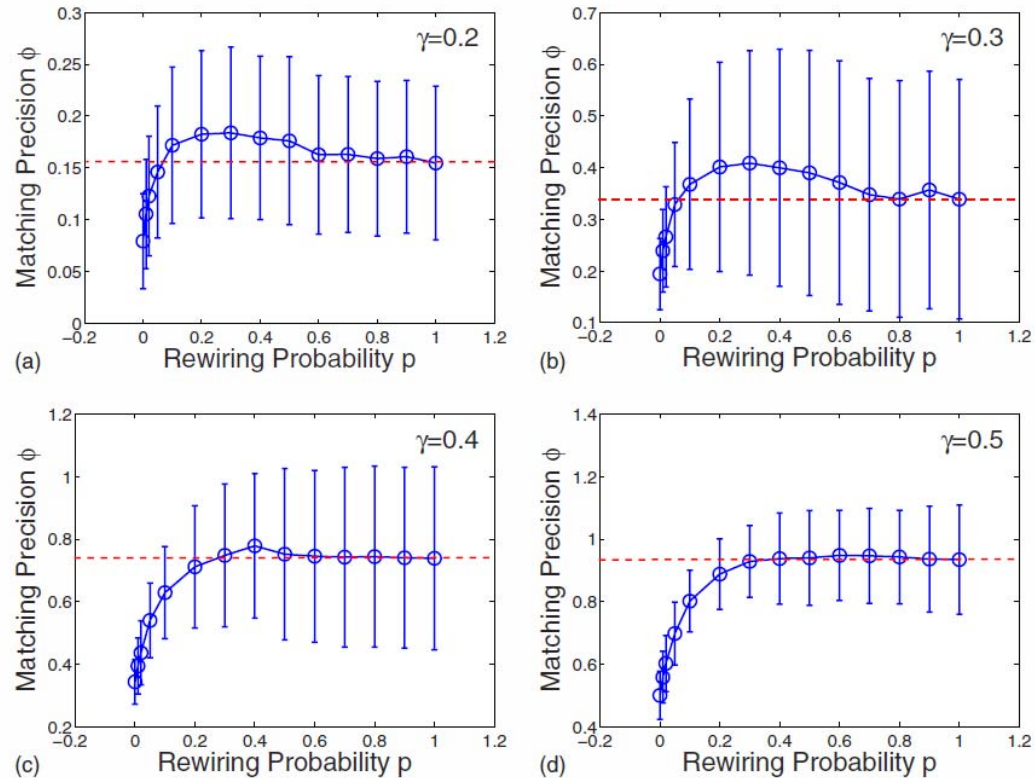 γ=0.2
Matching Precision ϕ
0.3
0.25
0.2
0.15
0.1
0.05
0
−0.2 0 0.2 0.4 0.6 0.8 1 1.2
(a) Rewiring Probability p
γ=0.3
Matching Precision ϕ
0.7
0.6
0.5
0.4
0.3
0.2
0.1
−0.2 0 0.2 0.4 0.6 0.8 1 1.2
(b) Rewiring Probability p
γ=0.4
Matching Precision ϕ
1.2
1
0.8
0.6
0.4
0.2
−0.2 0 0.2 0.4 0.6 0.8 1 1.2
(c) Rewiring Probability p
γ=0.5
Matching Precision ϕ
1.4
1.2
1
0.8
0.6
0.4
−0.2 0 0.2 0.4 0.6 0.8 1 1.2
(d) Rewiring Probability p